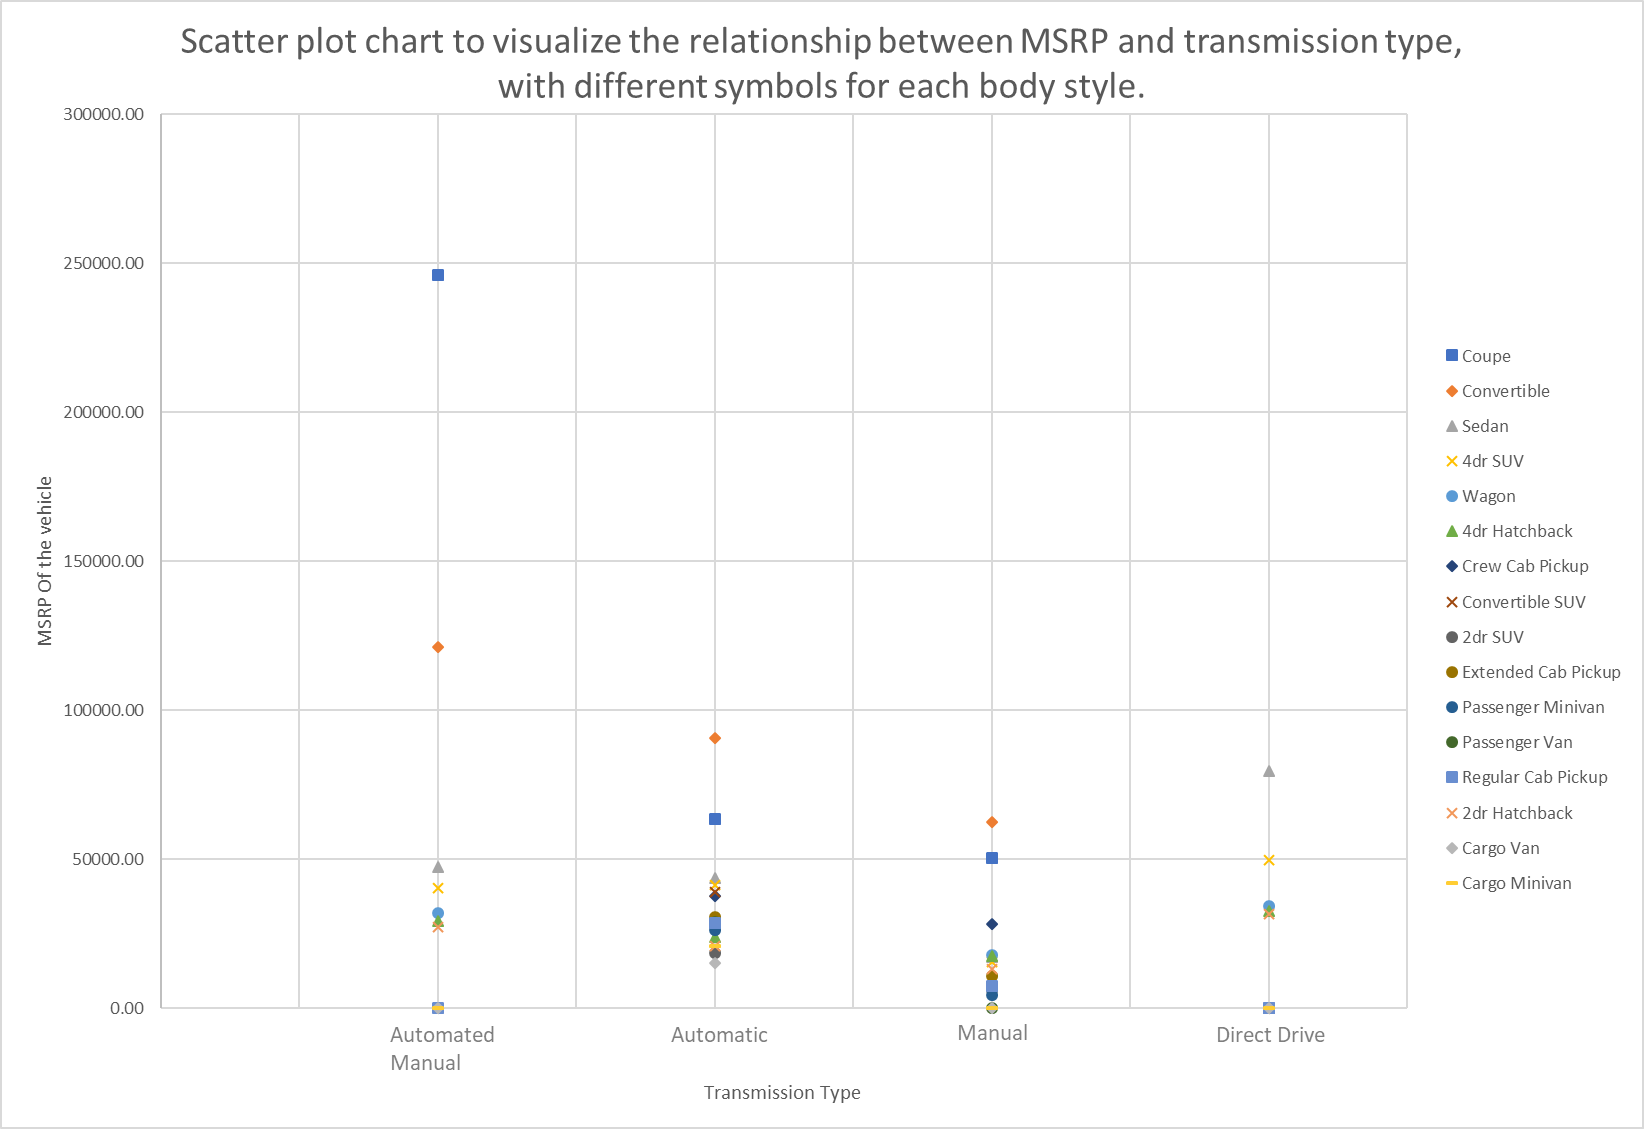 Scatter plot chart to visualize the relationship between MSRP and transmission type,
with different symbols for each body style.
300000.00
250000.00
200000.00
150000.00
100000.00
50000.00
0.00
MSRP Of the vehicle
Automated
Manual
Automatic
Manual
Direct Drive
Transmission Type
Coupe
Convertible
Sedan
4dr SUV
Wagon
4dr Hatchback
Crew Cab Pickup
Convertible SUV
2dr SUV
Extended Cab Pickup
Passenger Minivan
Passenger Van
Regular Cab Pickup
2dr Hatchback
Cargo Van
Cargo Minivan